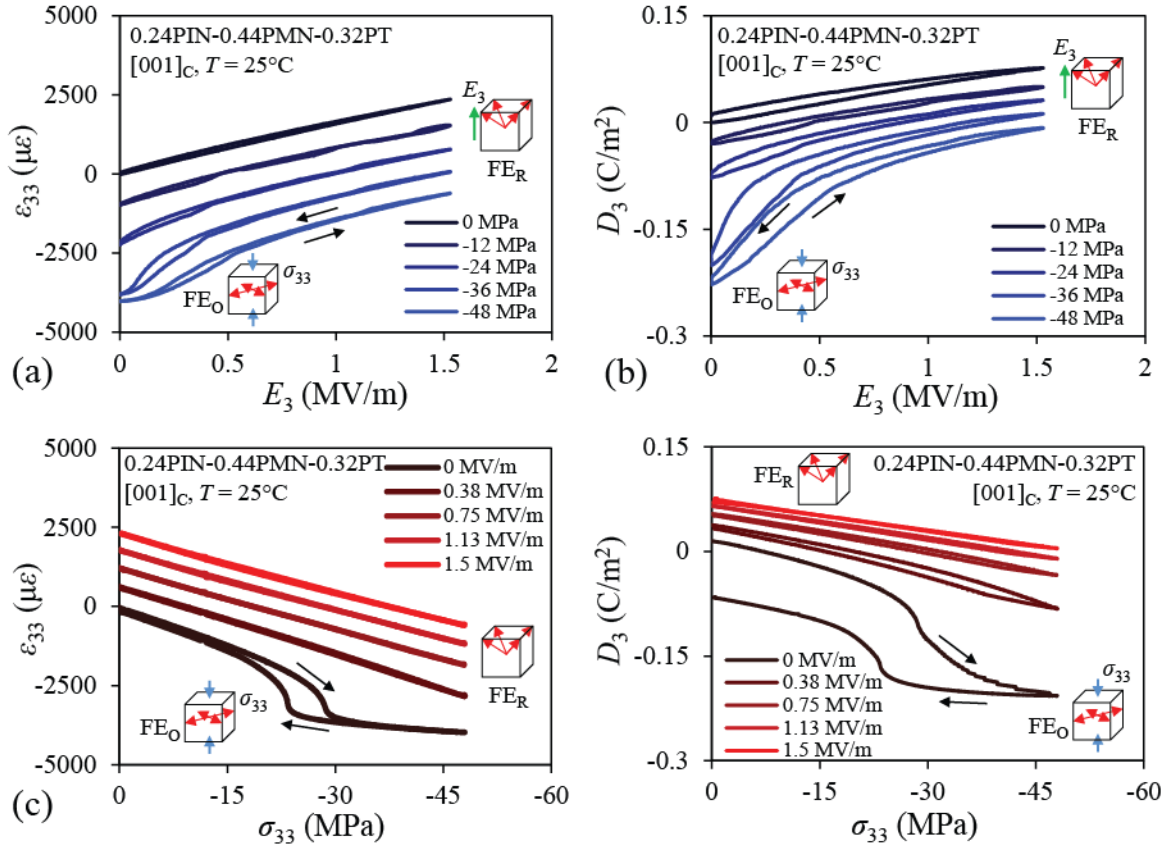 5000
2500
0
-2500
-5000
ε33 (με)
0.24PIN-0.44PMN-0.32PT
[001]C, T = 25°C
E3
FER
σ33
FEO
0 MPa
-12 MPa
-24 MPa
-36 MPa
-48 MPa
0
0.5
1
1.5
2
E3 (MV/m)
(a)
0.15
0
-0.15
-0.3
D3 (C/m2)
0.24PIN-0.44PMN-0.32PT
[001]C, T = 25°C
E3
FER
σ33
FEO
0 MPa
-12 MPa
-24 MPa
-36 MPa
-48 MPa
0
0.5
1
1.5
2
E3 (MV/m)
(b)
5000
2500
0
-2500
-5000
ε33 (με)
0.24PIN-0.44PMN-0.32PT
[001]C, T = 25°C
0 MV/m
0.38 MV/m
0.75 MV/m
1.13 MV/m
1.5 MV/m
FER
σ33
FEO
0
-15
-30
-45
-60
σ33 (MPa)
(c)
0.15
0
-0.15
-0.3
D3 (C/m2)
FER
0.24PIN-0.44PMN-0.32PT
[001]C, T = 25°C
0 MV/m
0.38 MV/m
0.75 MV/m
1.13 MV/m
1.5 MV/m
σ33
FEO
0
-15
-30
-45
-60
σ33 (MPa)